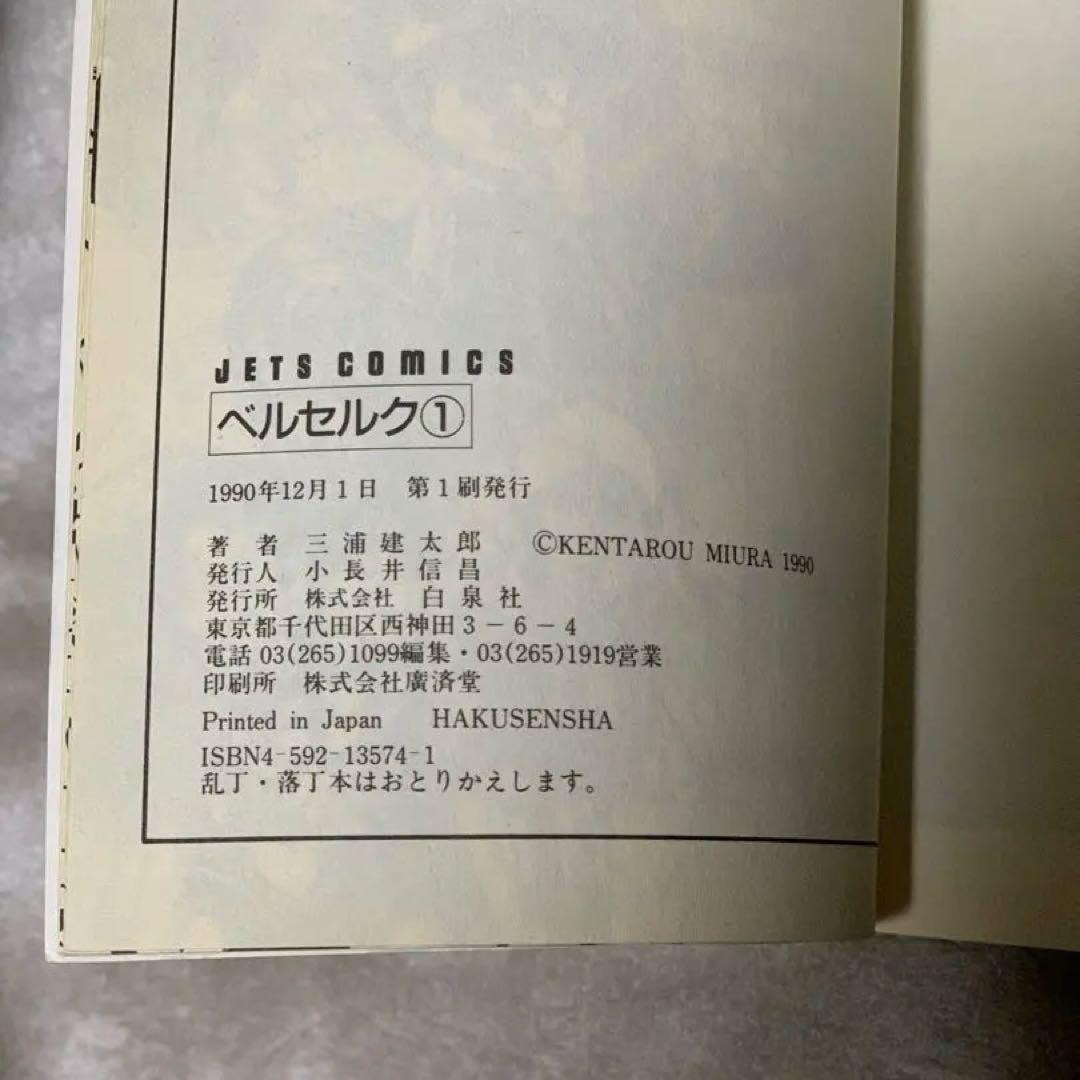 JETS COMICS
ベルセルク①
1990年12月1日 第1刷発行
著者 三浦建太郎 ©KENTAROU MIURA 1990
発行人 小長井信昌
発行所 株式会社 白泉社
東京都千代田区西神田3-6-4
電話 03(265)1099編集・03(265)1919営業
印刷所 株式会社廣済堂
Printed in Japan HAKUSENSHA
ISBN4-592-13574-1
乱丁・落丁本はおとりかえします。